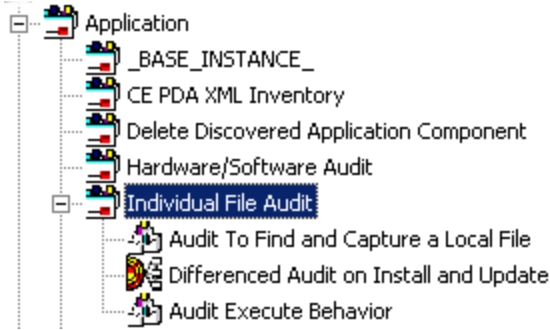 Application
_BASE_INSTANCE_
CE PDA XML Inventory
Delete Discovered Application Component
Hardware/Software Audit
Individual File Audit
Audit To Find and Capture a Local File
Differenced Audit on Install and Update
Audit Execute Behavior